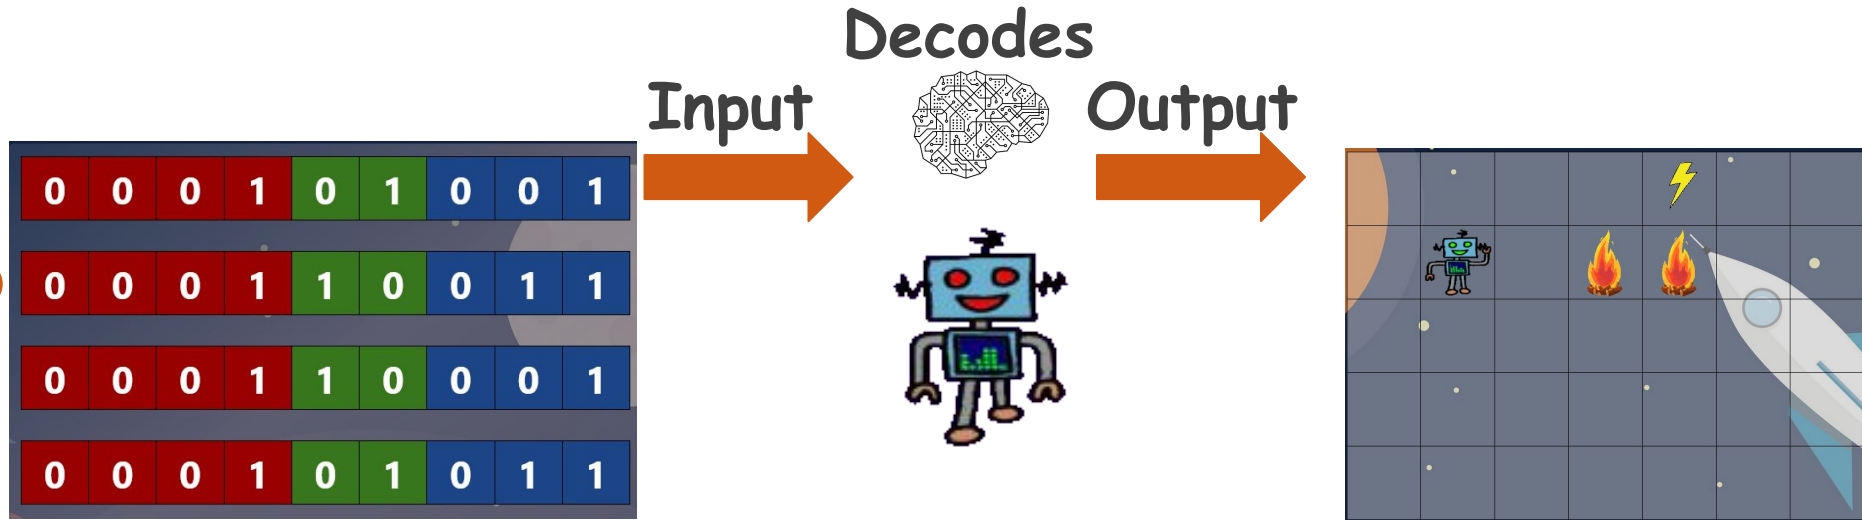 Decodes
Input
Output
0 0 0 1 0 1 0 0 1
0 0 0 1 1 0 0 1 1
0 0 0 1 1 0 0 0 1
0 0 0 1 0 1 0 1 1